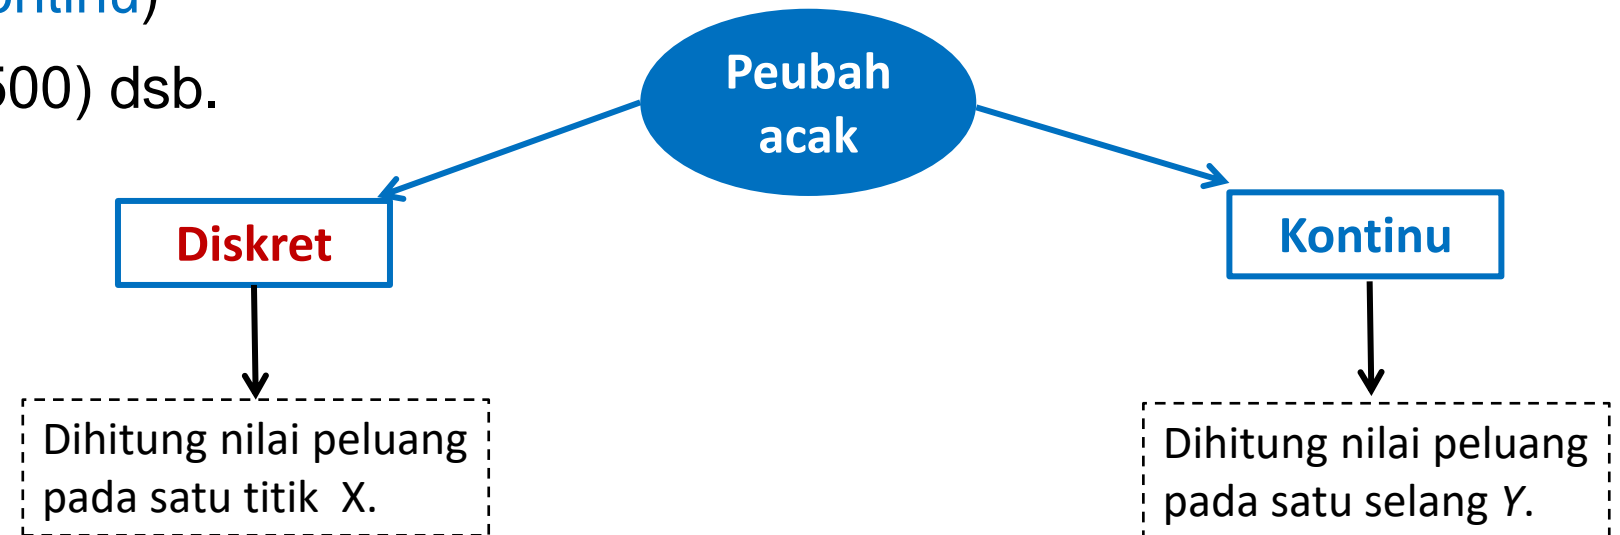 500) dsb.
Peubah
acak
Diskret
Kontinu
Dihitung nilai peluang
pada satu titik X.
Dihitung nilai peluang
pada satu selang Y.